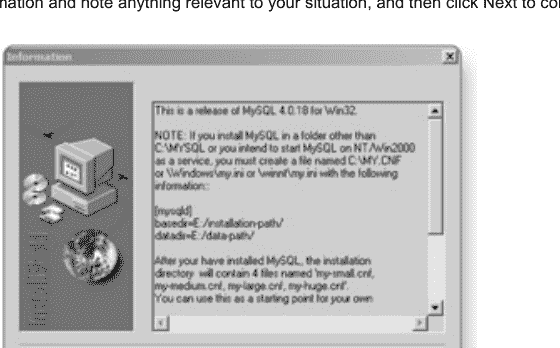 mation and note anything relevant to your situation, and then click Next to con
Information
This is a release of MySQL 4.0.18 for Win32.
NOTE: If you install MySQL in a folder other than
C:\MYSQL or you intend to start MySQL on NT/Win2000
as a service, you must create a file named C:\MY.CNF
or \Windows\my.ini or \winnt\my.ini with the following
information::
[mysqld]
basedir=E:/installation-path/
datadir=E:/data-path/
After your have installed MySQL, the installation
directory will contain 4 files named 'my-small.cnf,
my-medium.cnf, my-large.cnf, my-huge.cnf'.
You can use this as a starting point for your own